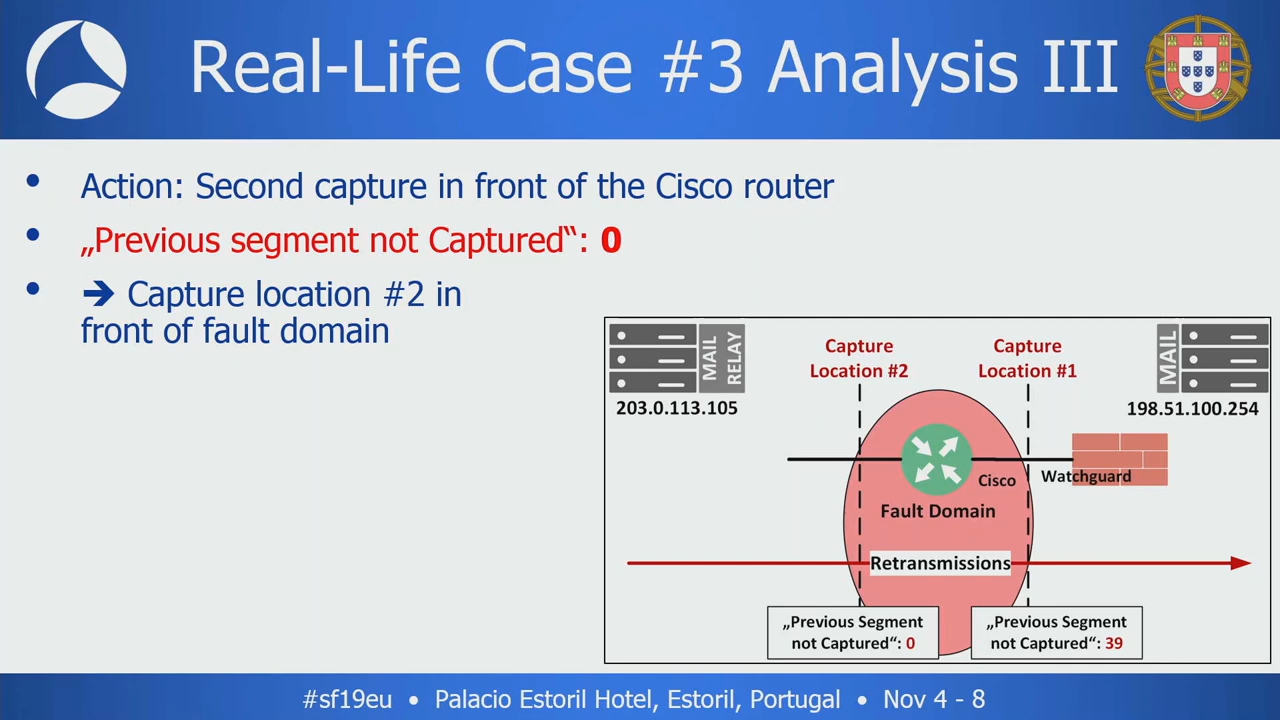 Real-Life Case #3 Analysis III
• Action: Second capture in front of the Cisco router
• „Previous segment not Captured“: 0
• ➔ Capture location #2 in
front of fault domain
MAIL
RELAY
203.0.113.105
Capture
Location #2
Capture
Location #1
MAIL
198.51.100.254
Cisco
Watchguard
Fault Domain
Retransmissions
„Previous Segment
not Captured“: 0
„Previous Segment
not Captured“: 39
#sf19eu • Palacio Estoril Hotel, Estoril, Portugal • Nov 4 - 8